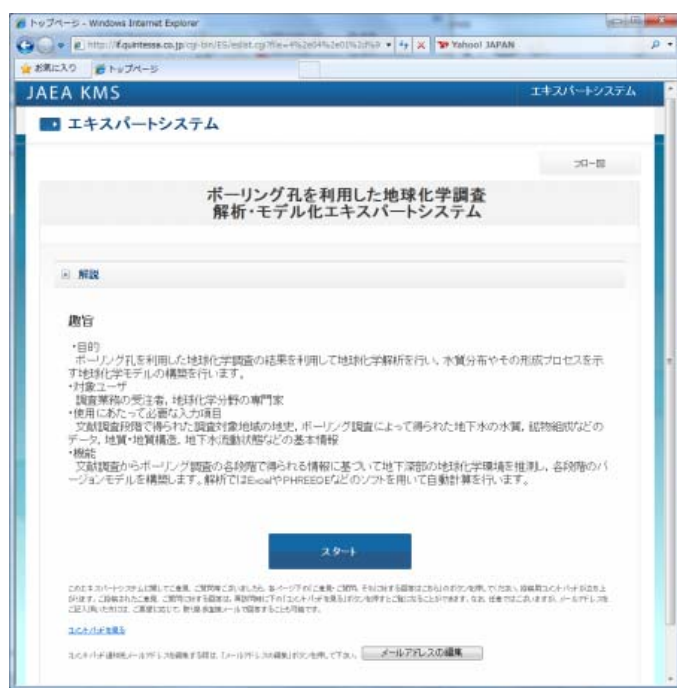 トップページ - Windows Internet Explorer
Yahoo! JAPAN
お気に入り トップページ
JAEA KMS エキスパートシステム
エキスパートシステム
フロー図
ボーリング孔を利用した地球化学調査
解析・モデル化エキスパートシステム
解説
趣旨
・目的
ボーリング孔を利用した地球化学調査の結果を利用して地球化学解析を行い、水質分布やその形成プロセスを示
す地球化学モデルの構築を行います。
・対象ユーザ
調査業務の受注者, 地球化学分野の専門家
・使用にあたって必要な入力項目
文献調査段階で得られた調査対象地域の地史, ボーリング調査によって得られた地下水の水質, 鉱物組成などの
データ, 地質・地質構造, 地下水流動状態などの基本情報
・機能
文献調査からボーリング調査の各段階で得られる情報に基づいて地下深部の地球化学環境を推測し, 各段階のバ
ージョンモデルを構築します。解析ではExcelやPHREEQEなどのソフトを用いて自動計算を行います。
スタート
コメントバナを見る
メールアドレスの編集